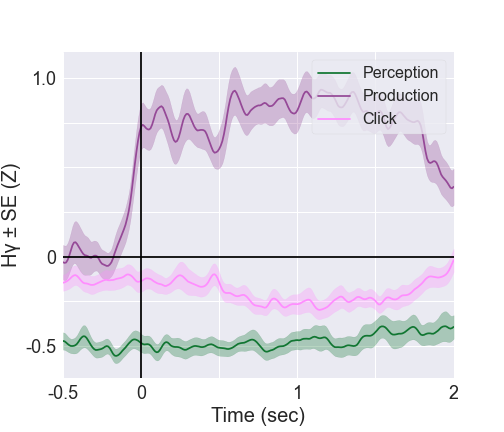 Perception
Production
Click
1.0
0
-0.5
Hγ ± SE (Z)
-0.5 0 1 2
Time (sec)